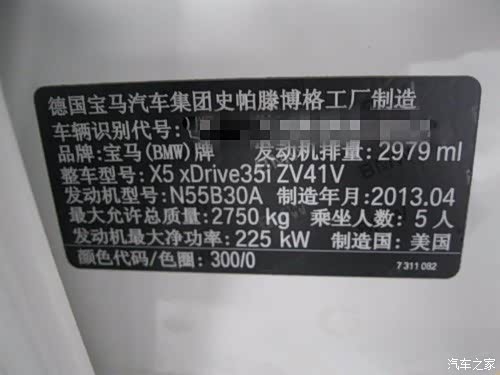 德国宝马汽车集团史帕滕博格工厂制造
车辆识别代号:
品牌:宝马(BMW)牌 发动机排量:2979 ml
整车型号:X5 xDrive35i ZV41V
发动机型号:N55B30A 制造年月:2013.04
最大允许总质量:2750 kg 乘坐人数:5 人
发动机最大净功率:225 kW 制造国:美国
颜色代码/色圈:300/0
7 311 082
汽车之家